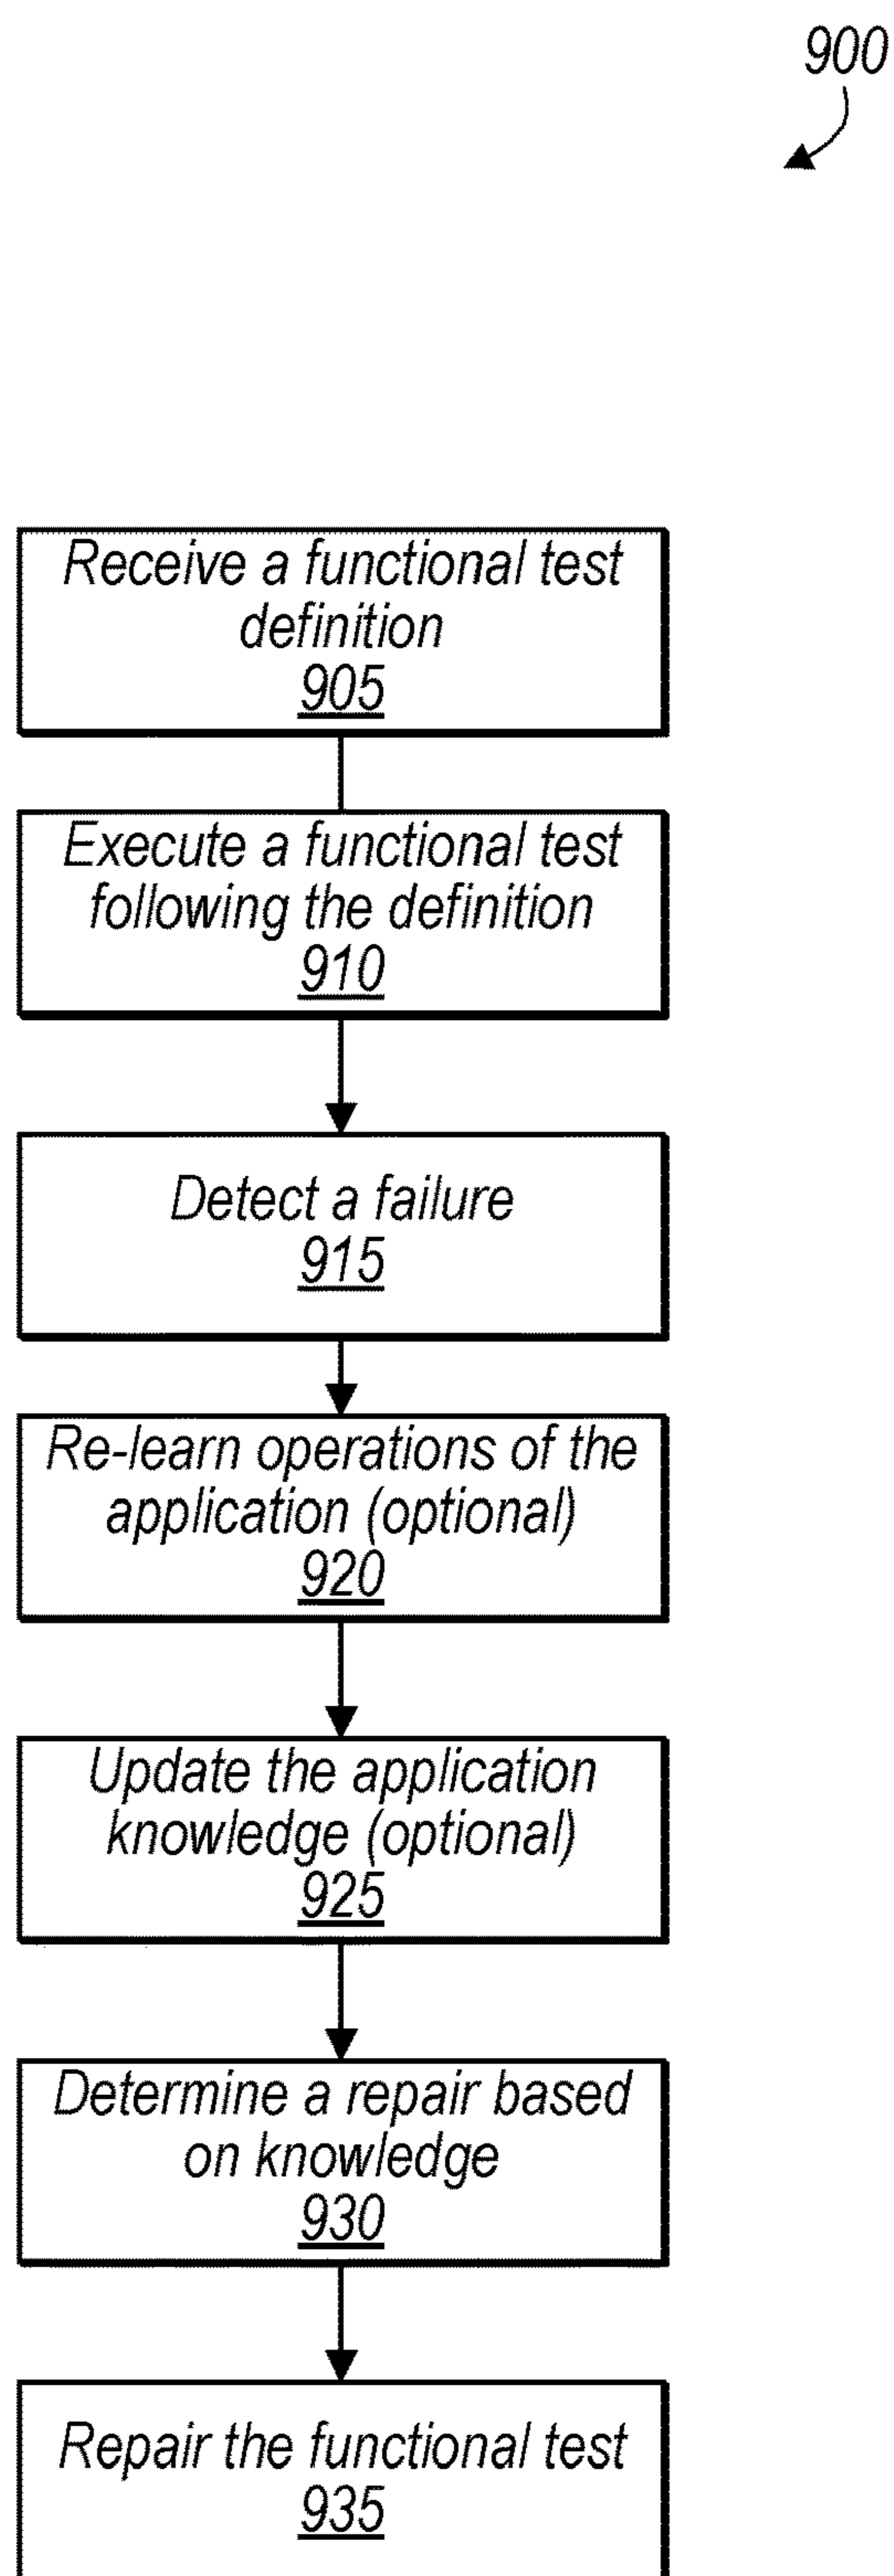 900
Receive a functional test
definition
905
Execute a functional test
following the definition
910
Detect a failure
915
Re-learn operations of the
application (optional)
920
Update the application
knowledge (optional)
925
Determine a repair based
on knowledge
930
Repair the functional test
935